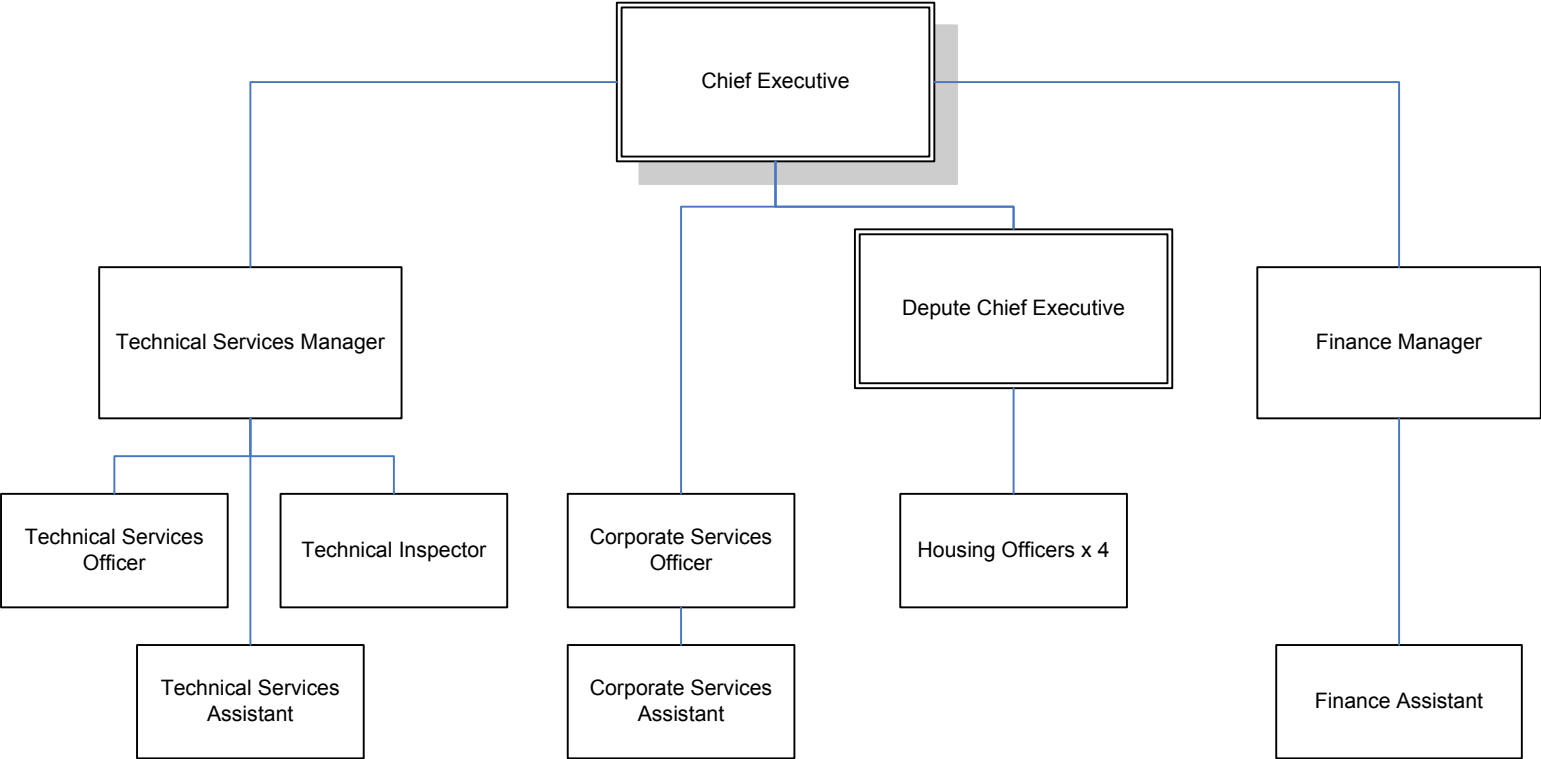 Chief Executive
Depute Chief Executive
Technical Services Manager
Finance Manager
Technical Services
Officer
Technical Inspector
Corporate Services
Officer
Housing Officers x 4
Technical Services
Assistant
Corporate Services
Assistant
Finance Assistant